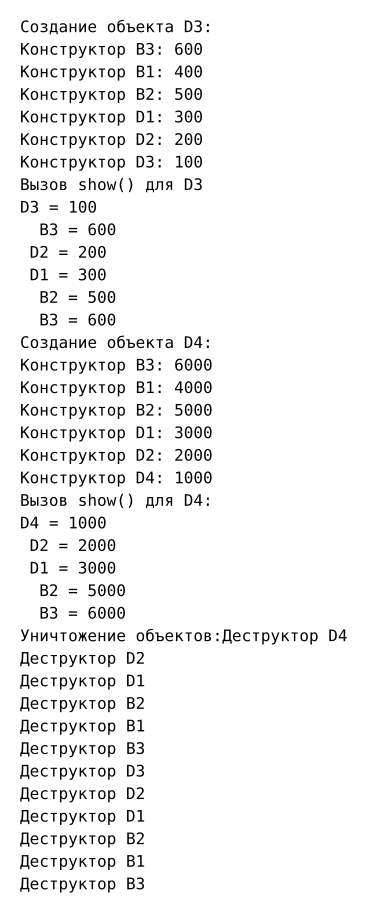 Создание объекта D3:
Конструктор B3: 600
Конструктор B1: 400
Конструктор B2: 500
Конструктор D1: 300
Конструктор D2: 200
Конструктор D3: 100
Вызов show() для D3
D3 = 100
  B3 = 600
 D2 = 200
 D1 = 300
  B2 = 500
  B3 = 600
Создание объекта D4:
Конструктор B3: 6000
Конструктор B1: 4000
Конструктор B2: 5000
Конструктор D1: 3000
Конструктор D2: 2000
Конструктор D4: 1000
Вызов show() для D4:
D4 = 1000
 D2 = 2000
 D1 = 3000
  B2 = 5000
  B3 = 6000
Уничтожение объектов:Деструктор D4
Деструктор D2
Деструктор D1
Деструктор B2
Деструктор B1
Деструктор B3
Деструктор D3
Деструктор D2
Деструктор D1
Деструктор B2
Деструктор B1
Деструктор B3